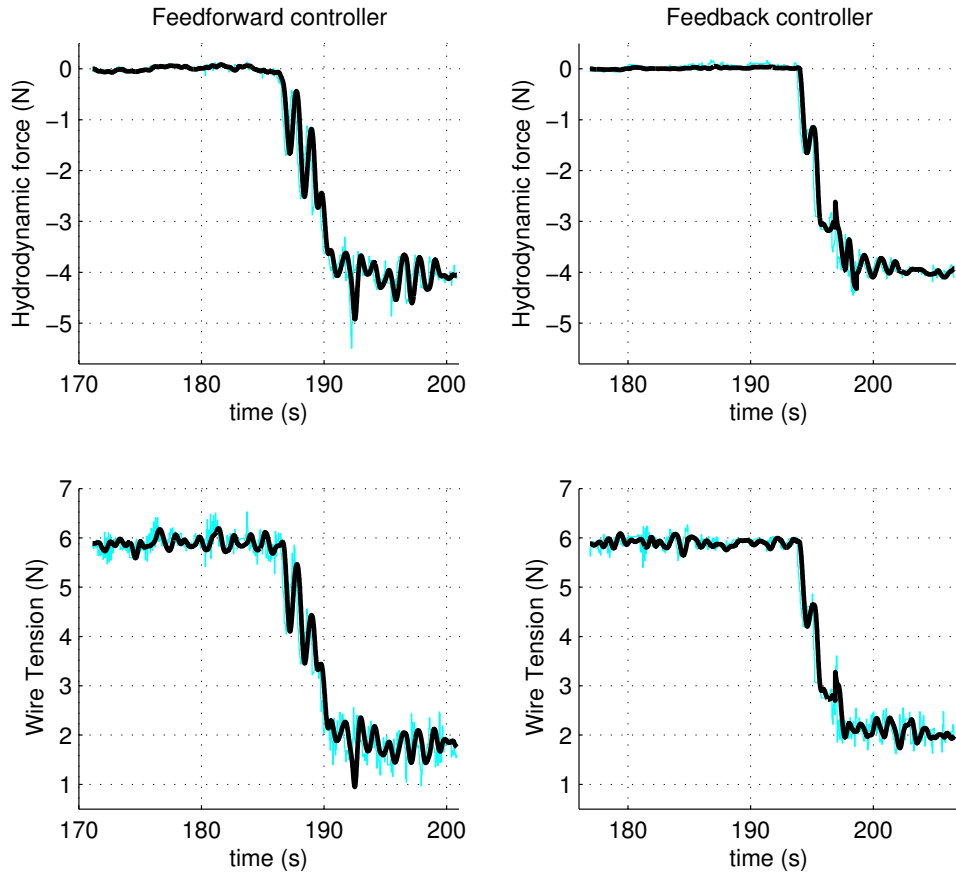 Feedforward controller
Hydrodynamic force (N)
0
−1
−2
−3
−4
−5
170 180 190 200
time (s)
Feedback controller
Hydrodynamic force (N)
0
−1
−2
−3
−4
−5
180 190 200
time (s)
Wire Tension (N)
7
6
5
4
3
2
1
170 180 190 200
time (s)
Wire Tension (N)
7
6
5
4
3
2
1
180 190 200
time (s)